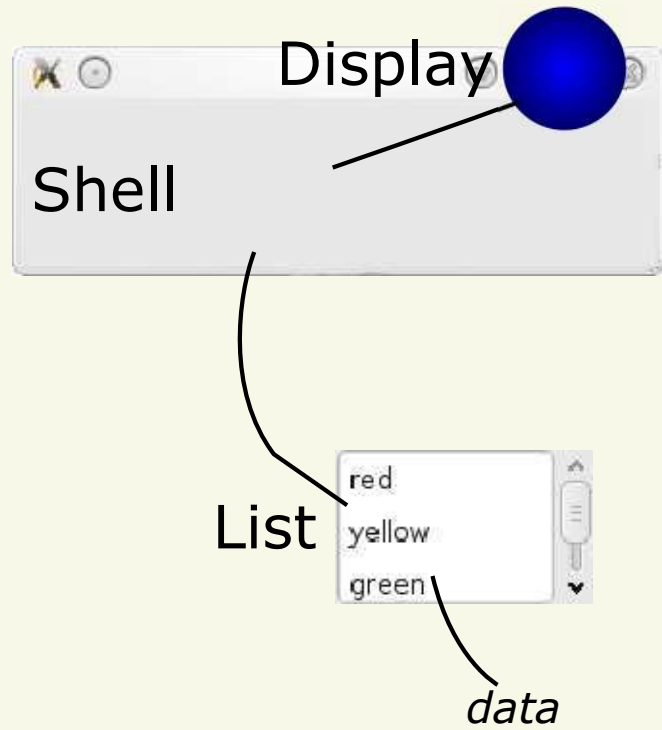 Display
Shell
red
List
yellow
green
data